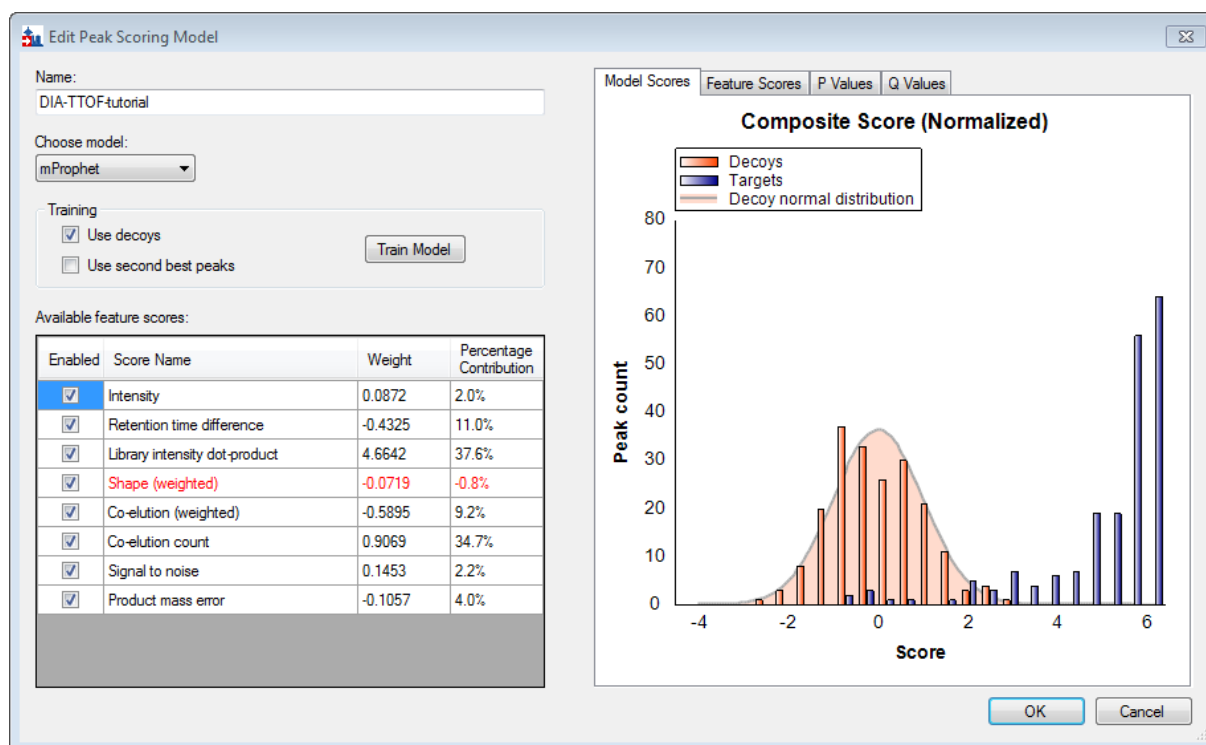 Edit Peak Scoring Model
Name:
DIA-TTOF-tutorial
Choose model:
mProphet
Training
Use decoys
Use second best peaks
Train Model
Available feature scores:
Enabled Score Name Weight Percentage Contribution
Intensity 0.0872 2.0%
Retention time difference -0.4325 11.0%
Library intensity dot-product 4.6642 37.6%
Shape (weighted) -0.0719 -0.8%
Co-elution (weighted) -0.5895 9.2%
Co-elution count 0.9069 34.7%
Signal to noise 0.1453 2.2%
Product mass error -0.1057 4.0%
Model Scores Feature Scores P Values Q Values
Composite Score (Normalized)
Decoys
Targets
Decoy normal distribution
Peak count
80
70
60
50
40
30
20
10
0
-4 -2 0 2 4 6
Score
OK Cancel